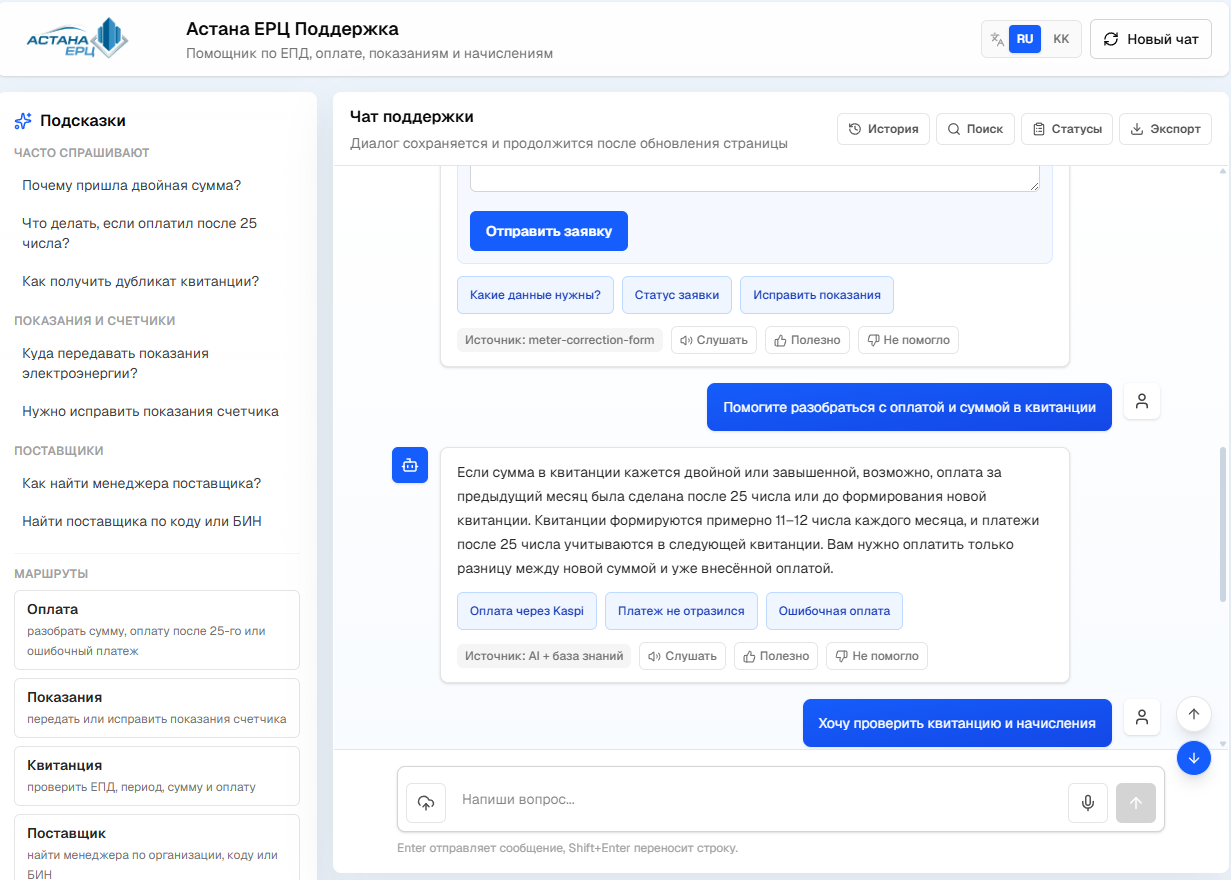 АСТАНА
ЕРЦ
Астана ЕРЦ Поддержка
Помощник по ЕПД, оплате, показаниям и начислениям
RU
KK
Новый чат
Подсказки
ЧАСТО СПРАШИВАЮТ
Почему пришла двойная сумма?
Что делать, если оплатил после 25
числа?
Как получить дубликат квитанции?
ПОКАЗАНИЯ И СЧЕТЧИКИ
Куда передавать показания
электроэнергии?
Нужно исправить показания счетчика
ПОСТАВЩИКИ
Как найти менеджера поставщика?
Найти поставщика по коду или БИН
МАРШРУТЫ
Оплата
разобрать сумму, оплату после 25-го или
ошибочный платеж
Показания
передать или исправить показания счетчика
Квитанция
проверить ЕПД, период, сумму и оплату
Поставщик
найти менеджера по организации, коду или
БИН
Чат поддержки
Диалог сохраняется и продолжится после обновления страницы
История
Поиск
Статусы
Экспорт
Отправить заявку
Какие данные нужны?
Статус заявки
Исправить показания
Источник: meter-correction-form
Слушать
Полезно
Не помогло
Помогите разобраться с оплатой и суммой в квитанции
Если сумма в квитанции кажется двойной или завышенной, возможно, оплата за
предыдущий месяц была сделана после 25 числа или до формирования новой
квитанции. Квитанции формируются примерно 11–12 числа каждого месяца, и платежи
после 25 числа учитываются в следующей квитанции. Вам нужно оплатить только
разницу между новой суммой и уже внесённой оплатой.
Оплата через Kaspi
Платеж не отразился
Ошибочная оплата
Источник: AI + база знаний
Слушать
Полезно
Не помогло
Хочу проверить квитанцию и начисления
Напиши вопрос...
Enter отправляет сообщение, Shift+Enter переносит строку.